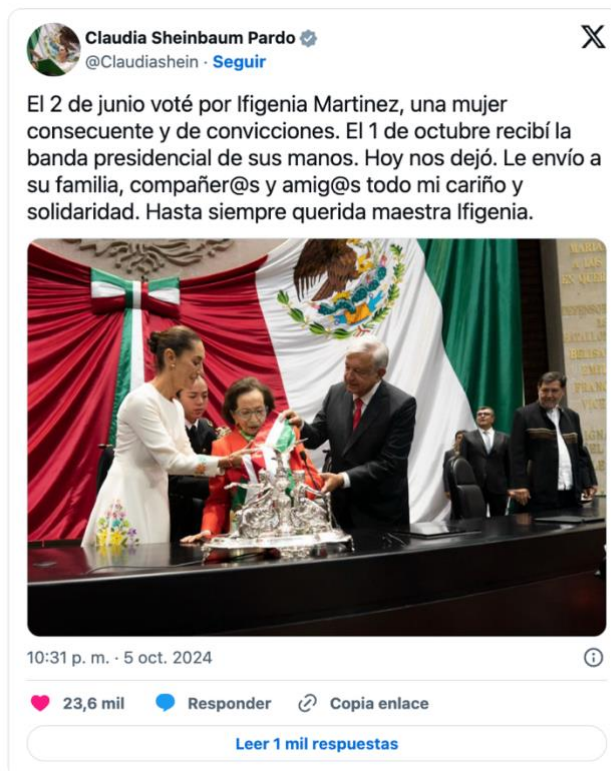 Claudia Sheinbaum Pardo
@Claudiashein · Seguir
El 2 de junio voté por Ifigenia Martinez, una mujer
consecuente y de convicciones. El 1 de octubre recibí la
banda presidencial de sus manos. Hoy nos dejó. Le envío a
su familia, compañer@s y amig@s todo mi cariño y
solidaridad. Hasta siempre querida maestra Ifigenia.
10:31 p. m. · 5 oct. 2024
23,6 mil Responder Copia enlace
Leer 1 mil respuestas